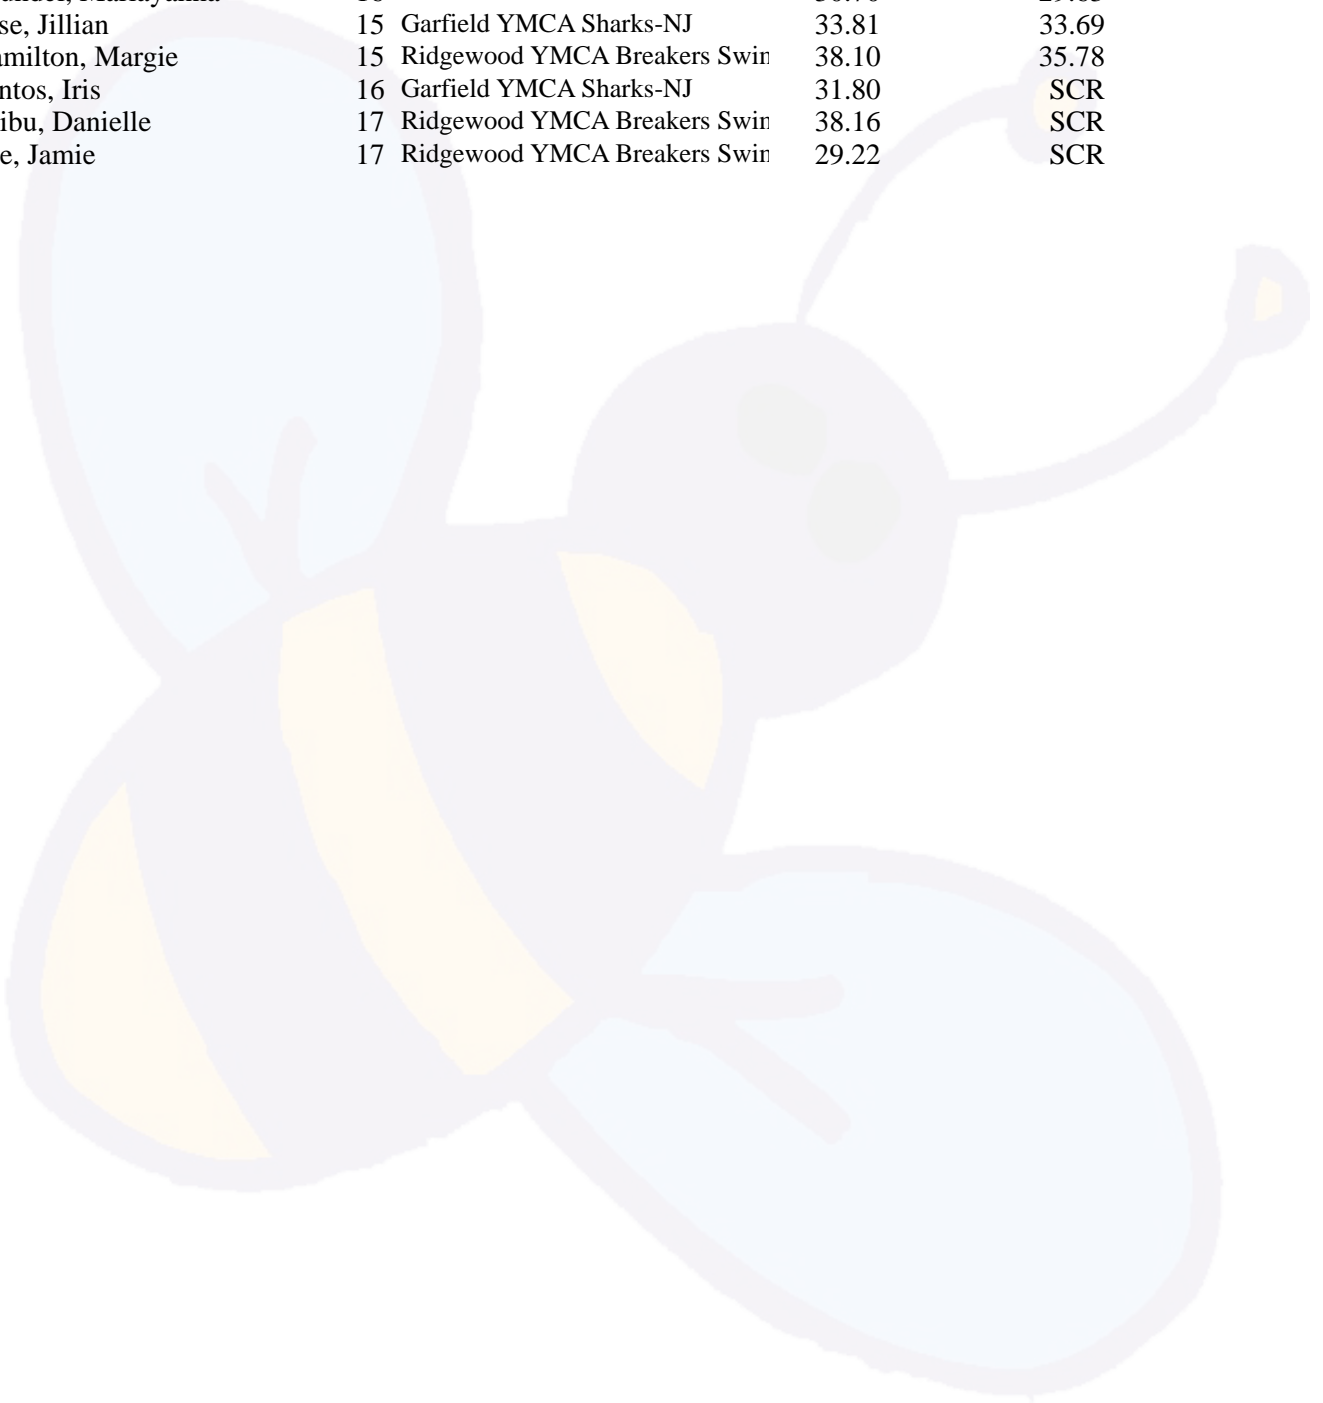 se, Jillian 15 Garfield YMCA Sharks-NJ 33.81 33.69
amilton, Margie 15 Ridgewood YMCA Breakers Swin 38.10 35.78
ntos, Iris 16 Garfield YMCA Sharks-NJ 31.80 SCR
ibu, Danielle 17 Ridgewood YMCA Breakers Swin 38.16 SCR
e, Jamie 17 Ridgewood YMCA Breakers Swin 29.22 SCR